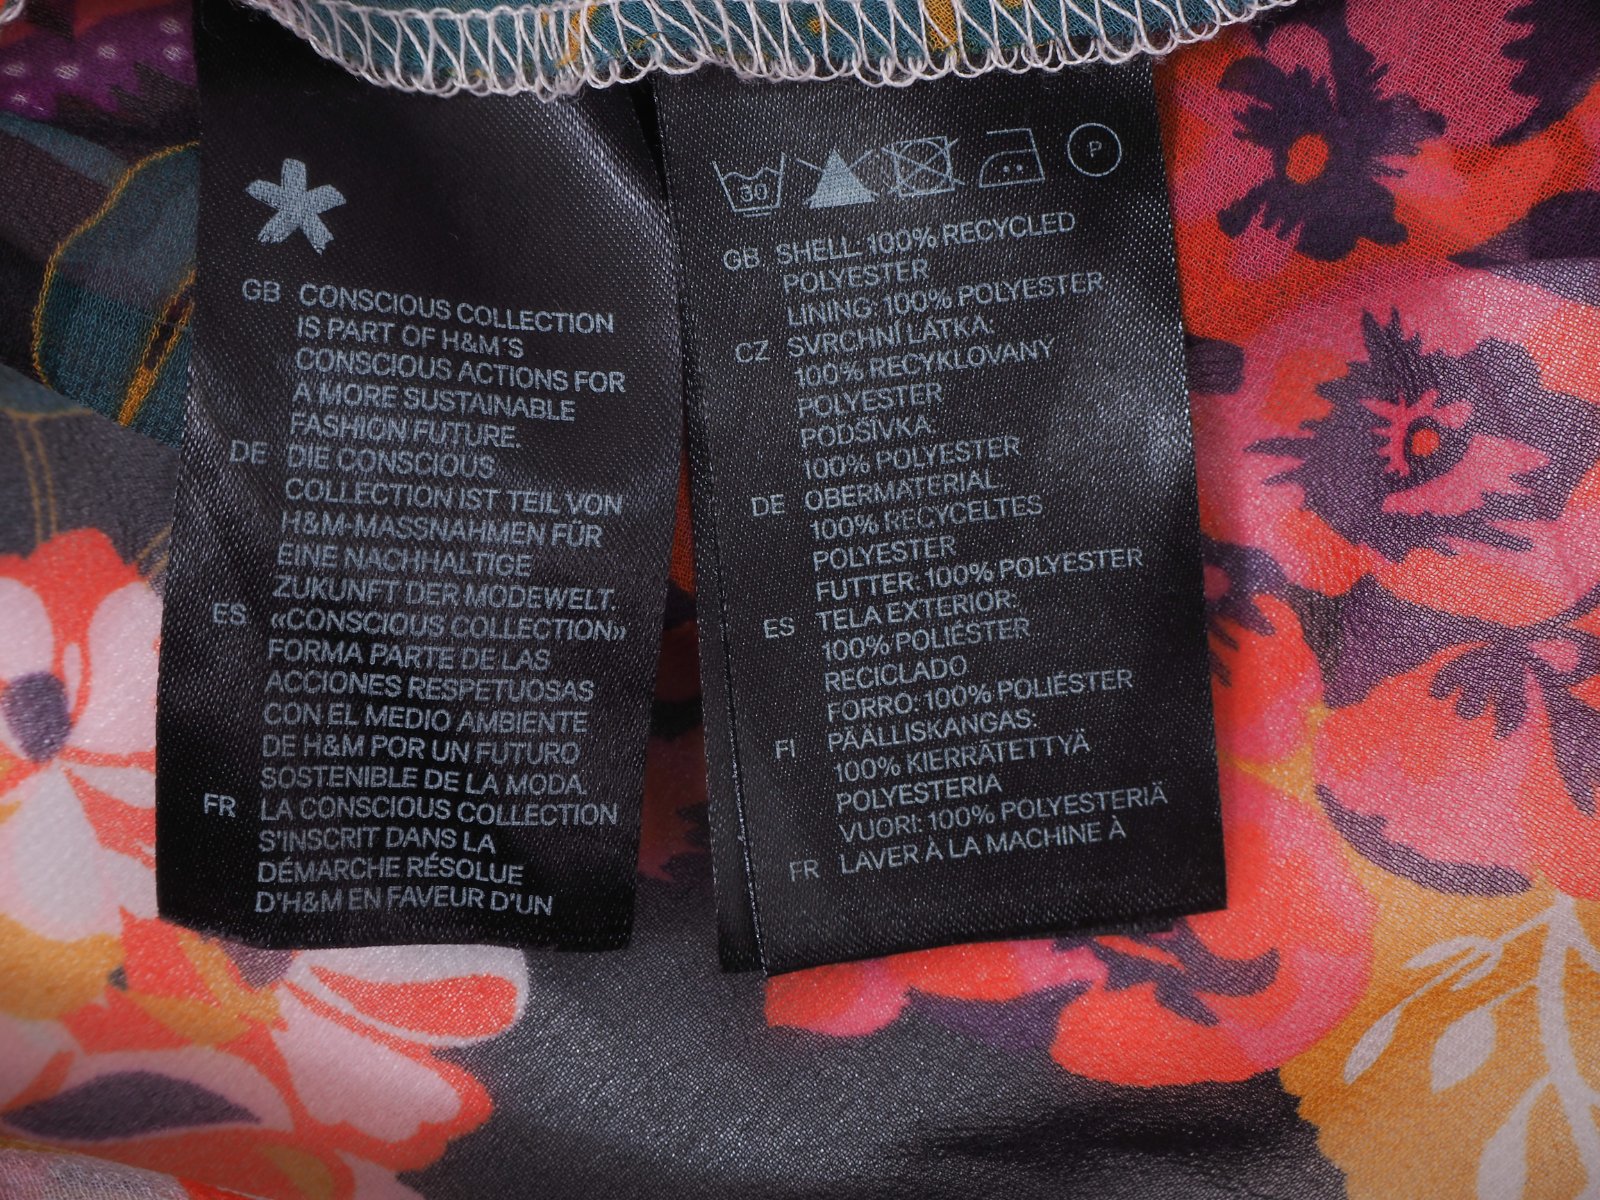 GB CONSCIOUS COLLECTION
IS PART OF H&M´S
CONSCIOUS ACTIONS FOR
A MORE SUSTAINABLE
FASHION FUTURE.
DE DIE CONSCIOUS
COLLECTION IST TEIL VON
H&M-MASSNAHMEN FÜR
EINE NACHHALTIGE
ZUKUNFT DER MODEWELT.
ES «CONSCIOUS COLLECTION»
FORMA PARTE DE LAS
ACCIONES RESPETUOSAS
CON EL MEDIO AMBIENTE
DE H&M POR UN FUTURO
SOSTENIBLE DE LA MODA.
FR LA CONSCIOUS COLLECTION
S'INSCRIT DANS LA
DÉMARCHE RÉSOLUE
D'H&M EN FAVEUR D'UN
30 P
GB SHELL: 100% RECYCLED
POLYESTER
LINING: 100% POLYESTER
CZ SVRCHNÍ LÁTKA:
100% RECYKLOVANÝ
POLYESTER
PODŠÍVKA:
100% POLYESTER
DE OBERMATERIAL:
100% RECYCELTES
POLYESTER
FUTTER: 100% POLYESTER
ES TELA EXTERIOR:
100% POLIÉSTER
RECICLADO
FORRO: 100% POLIÉSTER
FI PÄÄLLISKANGAS:
100% KIERRÄTETTYÄ
POLYESTERIA
VUORI: 100% POLYESTERIÄ
FR LAVER À LA MACHINE À